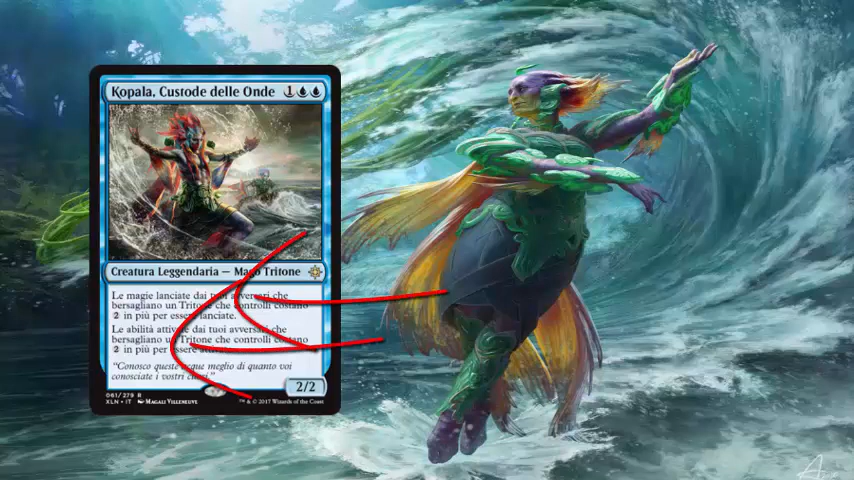 Kopala, Custode delle Onde 1
Creatura Leggendaria — Mago Tritone
Le magie lanciate dai tuoi avversari che
bersagliano un Tritone che controlli costano
2 in più per essere lanciate.
Le abilità attivate dai tuoi avversari che
bersagliano un Tritone che controlli costano
2 in più per essere
"Conosco queste acque meglio di quanto voi
conosciate i vostri
2/2
061/279 R
XLN • IT Magali Villeneuve
™ & © 2017 Wizards of the Coast